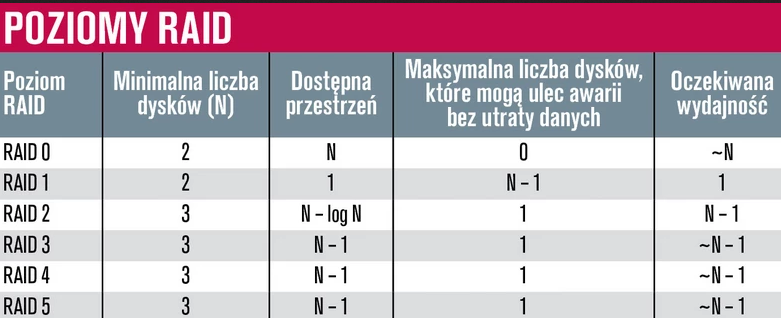 POZIOMY RAID
Poziom
RAID
Minimalna liczba
dysków (N)
Dostępna
przestrzeń
Maksymalna liczba dysków,
które mogą ulec awarii
bez utraty danych
Oczekiwana
wydajność
RAID 0 2 N 0 ~N
RAID 1 2 1 N – 1 1
RAID 2 3 N – log N 1 N – 1
RAID 3 3 N – 1 1 ~N – 1
RAID 4 3 N – 1 1 ~N – 1
RAID 5 3 N – 1 1 ~N – 1